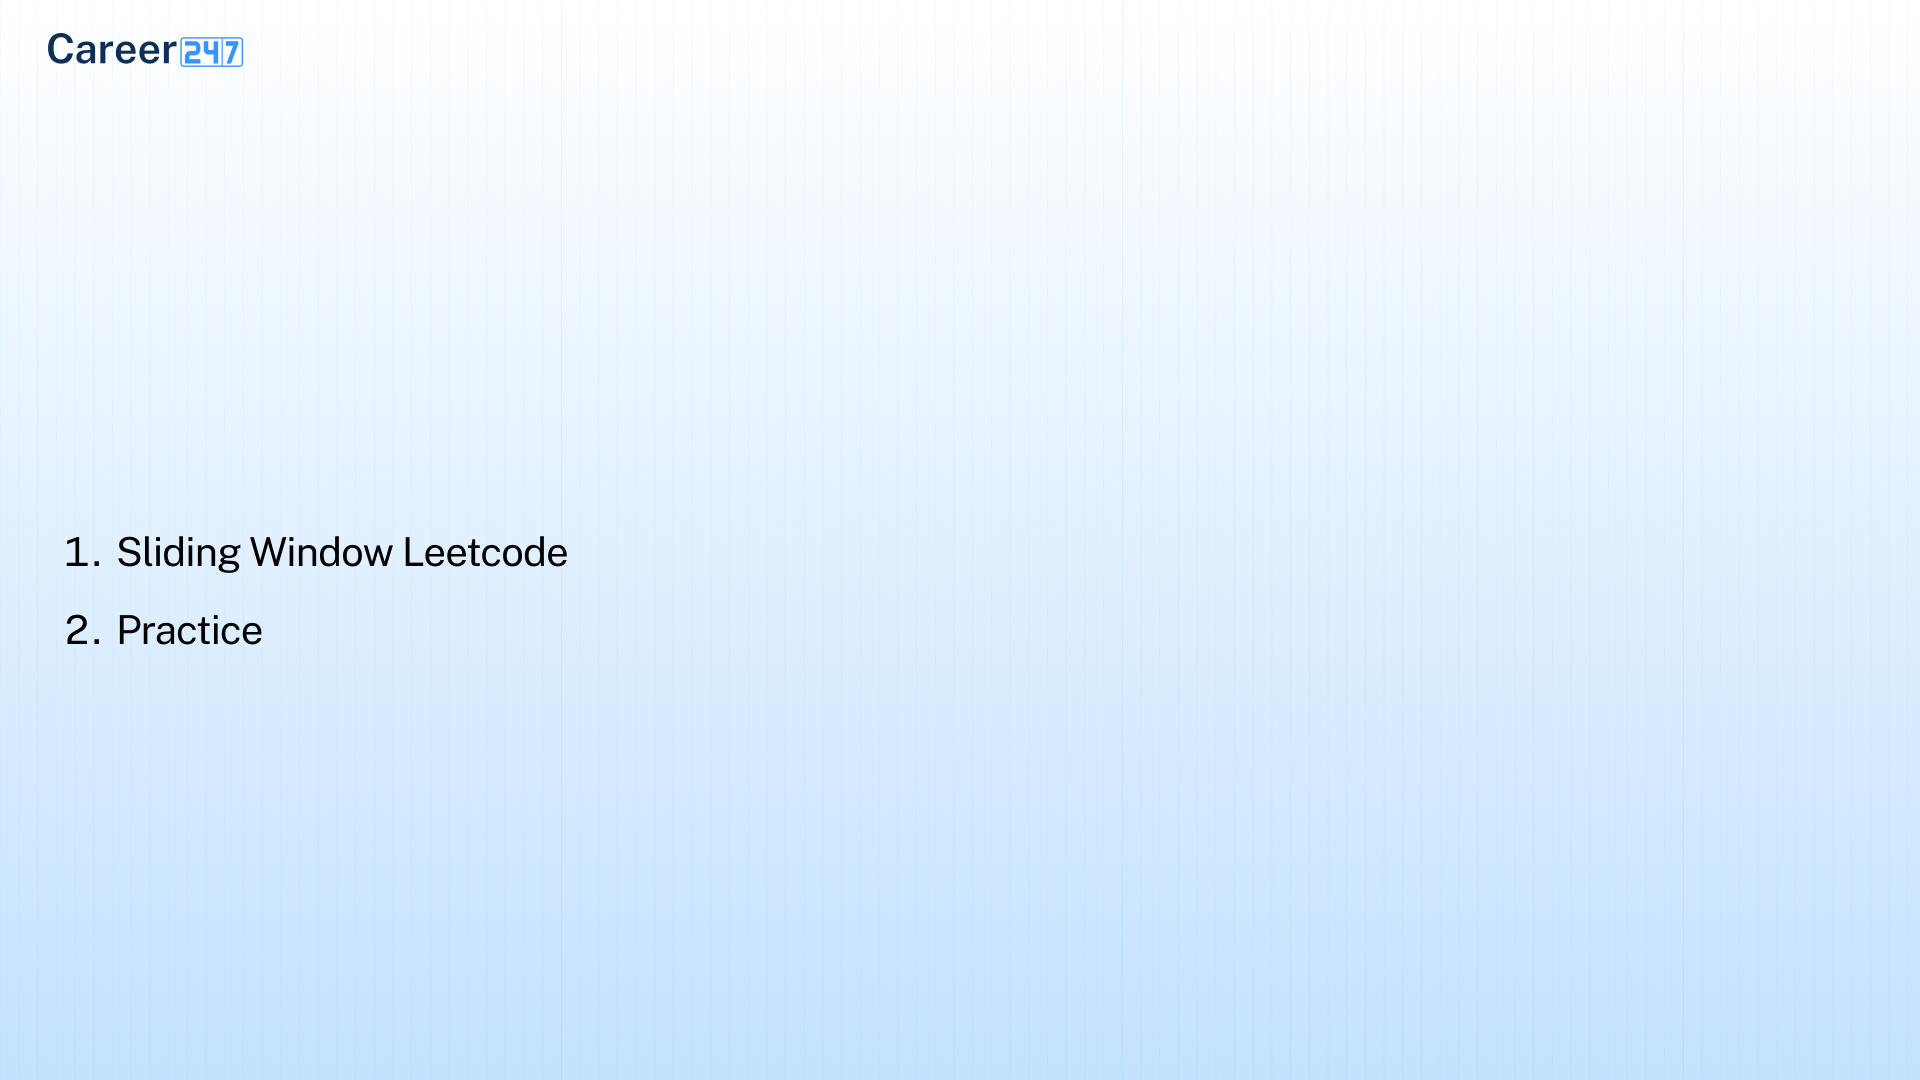 Career247
1. Sliding Window Leetcode
2. Practice